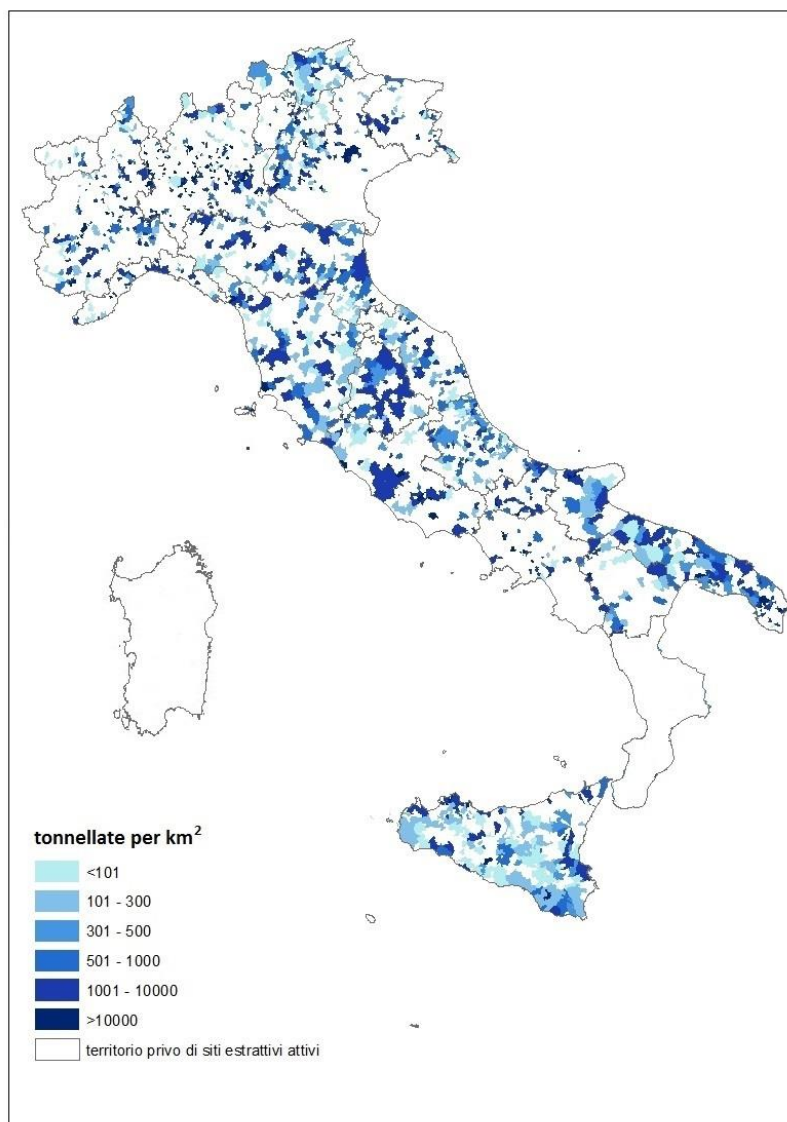 tonnellate per km²
<101
101 - 300
301 - 500
501 - 1000
1001 - 10000
>10000
territorio privo di siti estrattivi attivi